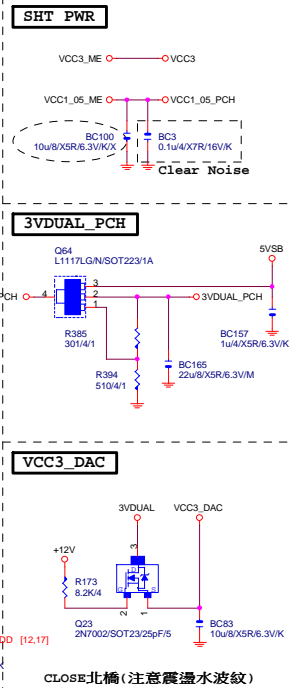 SHT PWR
VCC3_ME VCC3
VCC1_05_ME VCC1_05_PCH
BC100
10u/8/X5R/6.3V/K/X
BC3
0.1u/4/X7R/16V/K
Clear Noise
3VDUAL_PCH
Q64
L1117LG/N/SOT223/1A
5VSB
3
PCH 4 2 3VDUAL_PCH
1
R385
301/4/1
BC157
1u/4/X5R/6.3V/K
R394
510/4/1
BC165
22u/8/X5R/6.3V/M
VCC3_DAC
3VDUAL VCC3_DAC
+12V
3
D
R173
8.2K/4
G S
2 1
Q23
2N7002/SOT23/25pF/5
BC83
10u/8/X5R/6.3V/K
DD [12,17]
CLOSE北橋(注意震盪水波紋)